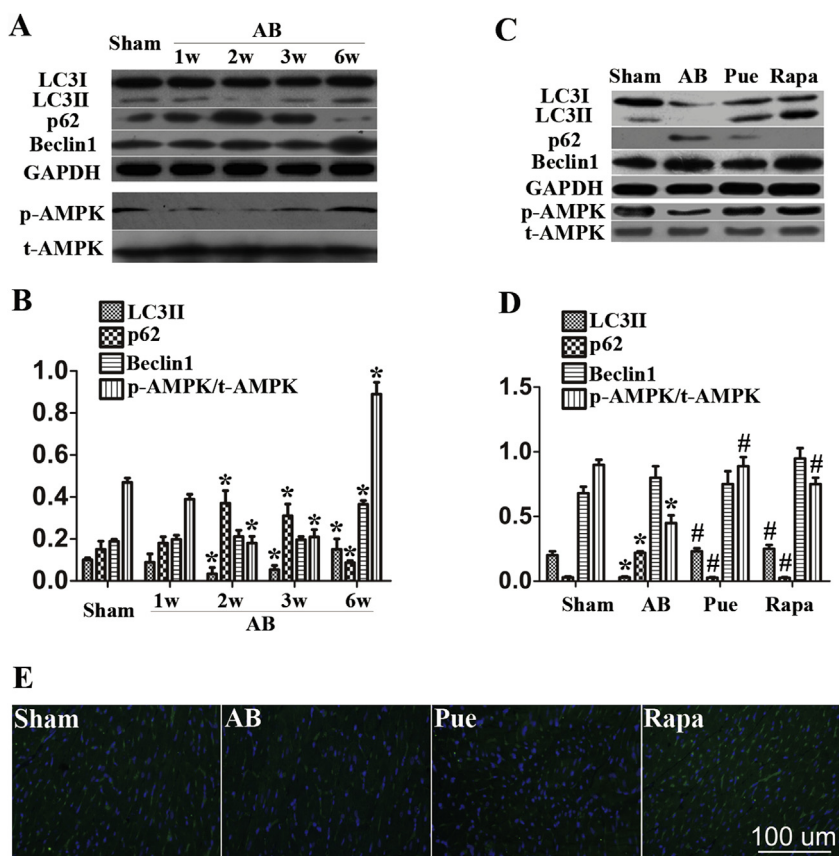 A
Sham
AB
1w 2w 3w 6w
LC3I
LC3II
p62
Beclin1
GAPDH
p-AMPK
t-AMPK
B
LC3II
p62
Beclin1
p-AMPK/t-AMPK
1.0
0.8
0.6
0.4
0.2
0.0
* * * * * * * * * *
Sham 1w 2w 3w 6w
AB
C
Sham AB Pue Rapa
LC3I
LC3II
p62
Beclin1
GAPDH
p-AMPK
t-AMPK
D
LC3II
p62
Beclin1
p-AMPK/t-AMPK
1.5
1.0
0.5
0.0
* * * # # # # # #
Sham AB Pue Rapa
E
Sham AB Pue Rapa
100 um